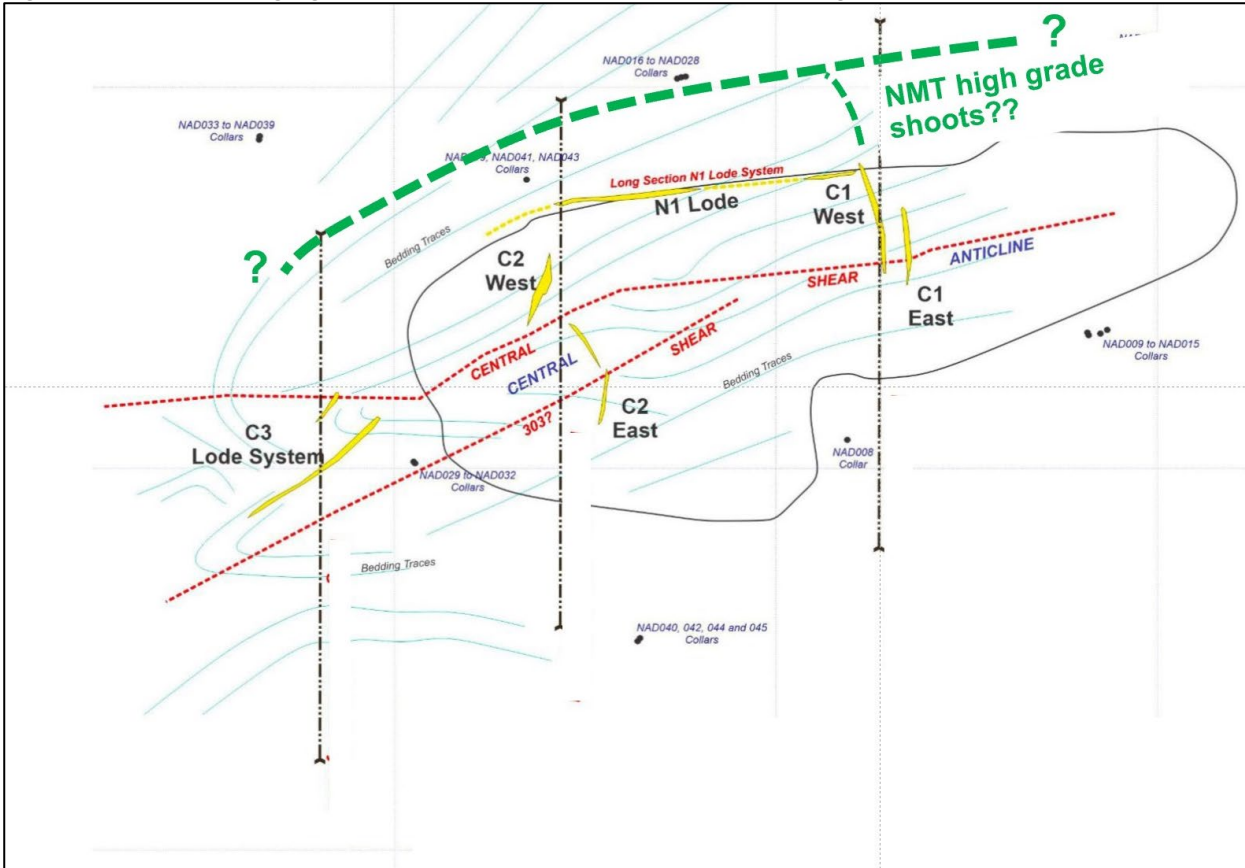 ?
NAD016 to NAD028
Collars
NMT high grade
shoots??
NAD033 to NAD039
Collars
NAD041, NAD043
Collars
Long Section N1 Lode System
N1 Lode
C1
West
Bedding Traces
?
C2
West
ANTICLINE
SHEAR
C1
East
CENTRAL
CENTRAL
SHEAR
NAD009 to NAD015
Collars
Bedding Traces
C2
East
303?
C3
Lode System
NAD008
Collar
NAD029 to NAD032
Collars
Bedding Traces
NAD040, 042, 044 and 045
Collars